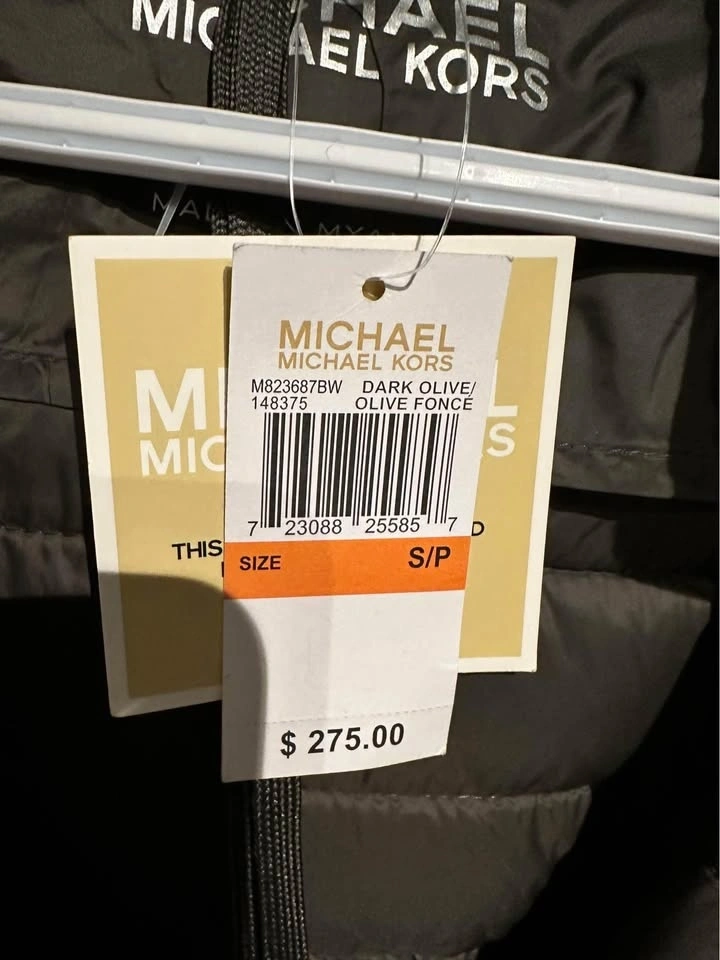 MICHAEL
MICHAEL KORS
MICHAEL
MICHAEL KORS
M823687BW DARK OLIVE/
148375 OLIVE FONCÉ
7 23088 25585 7
THIS
SIZE S/P
$ 275.00